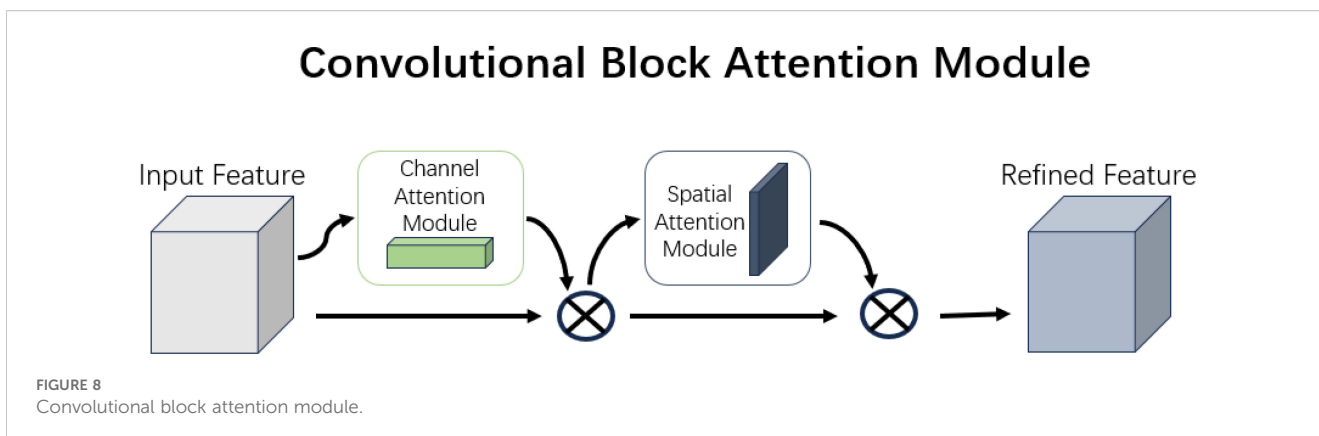 Convolutional Block Attention Module
Input Feature
Channel
Attention
Module
Spatial
Attention
Module
Refined Feature
FIGURE 8
Convolutional block attention module.